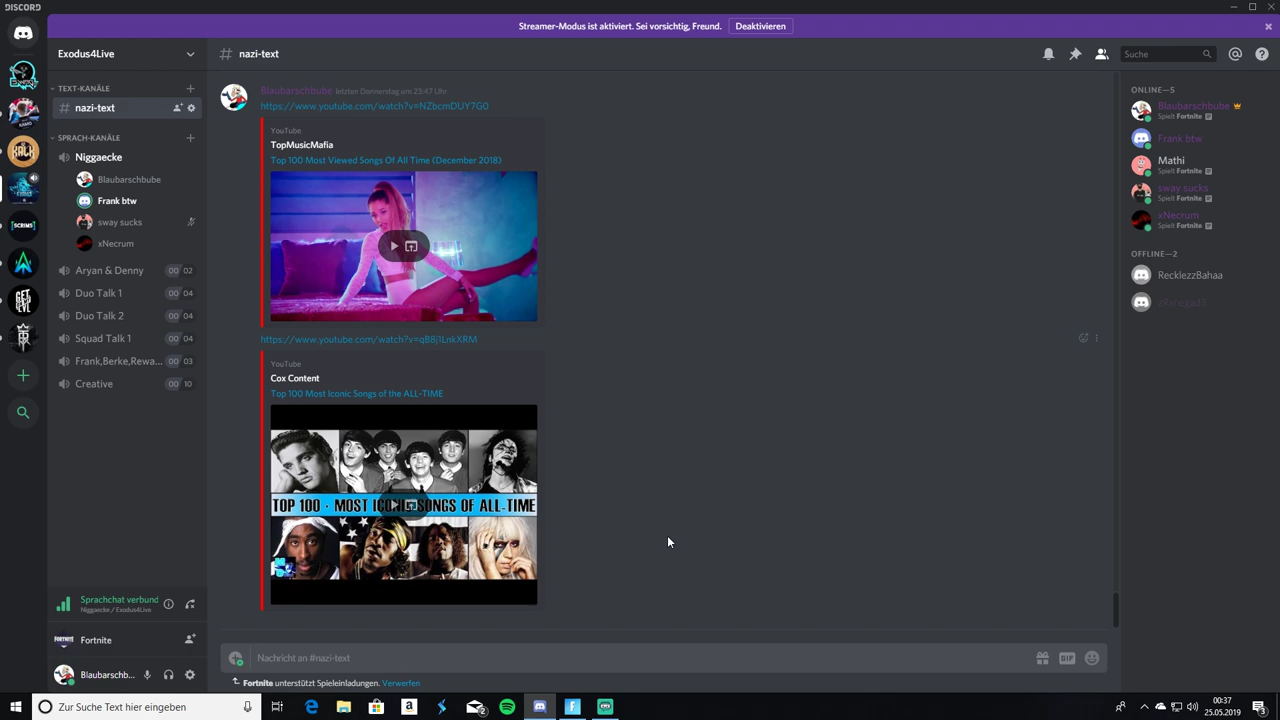 DISCORD
Streamer-Modus ist aktiviert. Sei vorsichtig, Freund. Deaktivieren
Exodus4Live
# nazi-text
Suche
TEXT-KANÄLE
# nazi-text
SPRACH-KANÄLE
Niggaecke
Blaubarschbube
Frank btw
sway sucks
xNecrum
Aryan & Denny 00 02
Duo Talk 1 00 04
Duo Talk 2 00 04
Squad Talk 1 00 04
Frank,Berke,Rewa... 00 03
Creative 00 10
Sprachchat verbund
Niggaecke / Exodus4Live
Fortnite
Blaubarschb...
Blaubarschbube letzten Donnerstag um 23:47 Uhr
https://www.youtube.com/watch?v=NZbcmDUY7G0
YouTube
TopMusicMafia
Top 100 Most Viewed Songs Of All Time (December 2018)
https://www.youtube.com/watch?v=qB8j1LnkXRM
YouTube
Cox Content
Top 100 Most Iconic Songs of the ALL-TIME
TOP 100 · MOST ICONIC SONGS OF ALL-TIME
Nachricht an #nazi-text
GIF
Fortnite unterstützt Spieleinladungen. Verwerfen
ONLINE—5
Blaubarschbube
Spielt Fortnite
Frank btw
Mathi
Spielt Fortnite
sway sucks
Spielt Fortnite
xNecrum
Spielt Fortnite
OFFLINE—2
RecklezzBahaa
KALK
SCRIMS
Zur Suche Text hier eingeben
00:37
25.05.2019